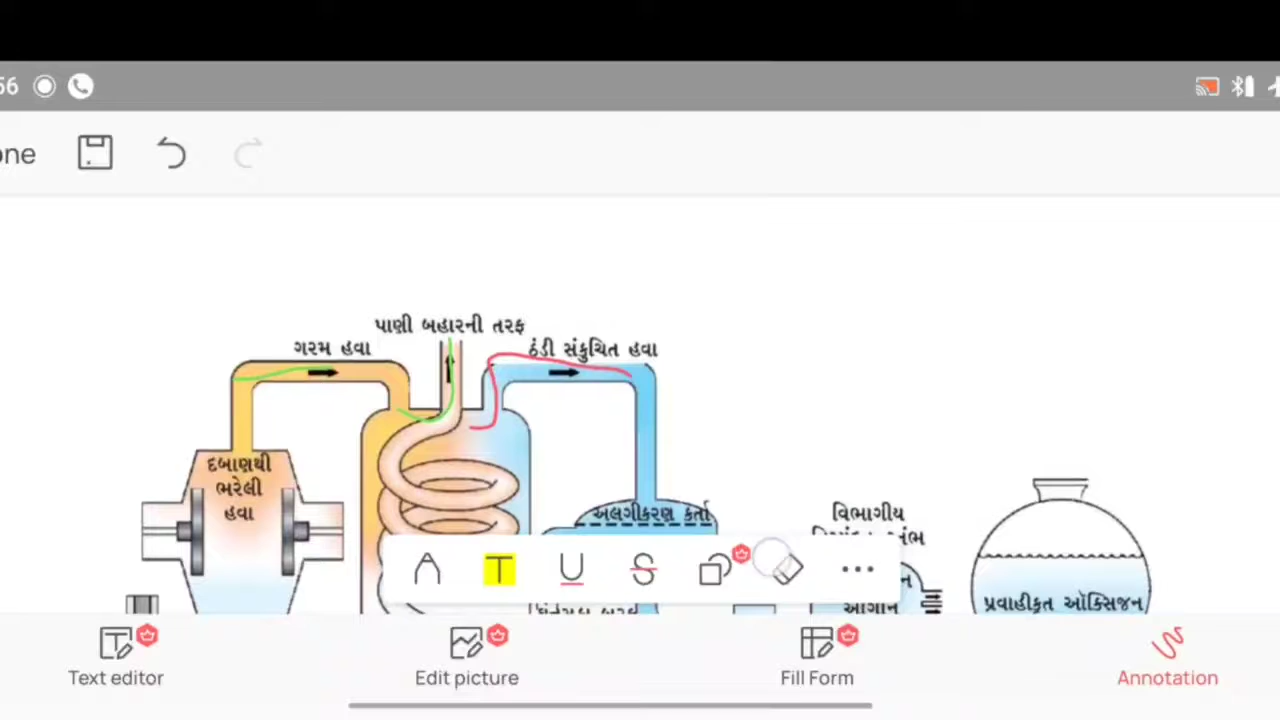 56
one
પાણી બહારની તરફ
ગરમ હવા
ઠંડી સંકુચિત હવા
દબાણથી
ભરેલી
હવા
અલગીકરણ કર્તા
વિભાગીય
પ્રવાહીકૃત ઑક્સિજન
T
U
S
Text editor
Edit picture
Fill Form
Annotation